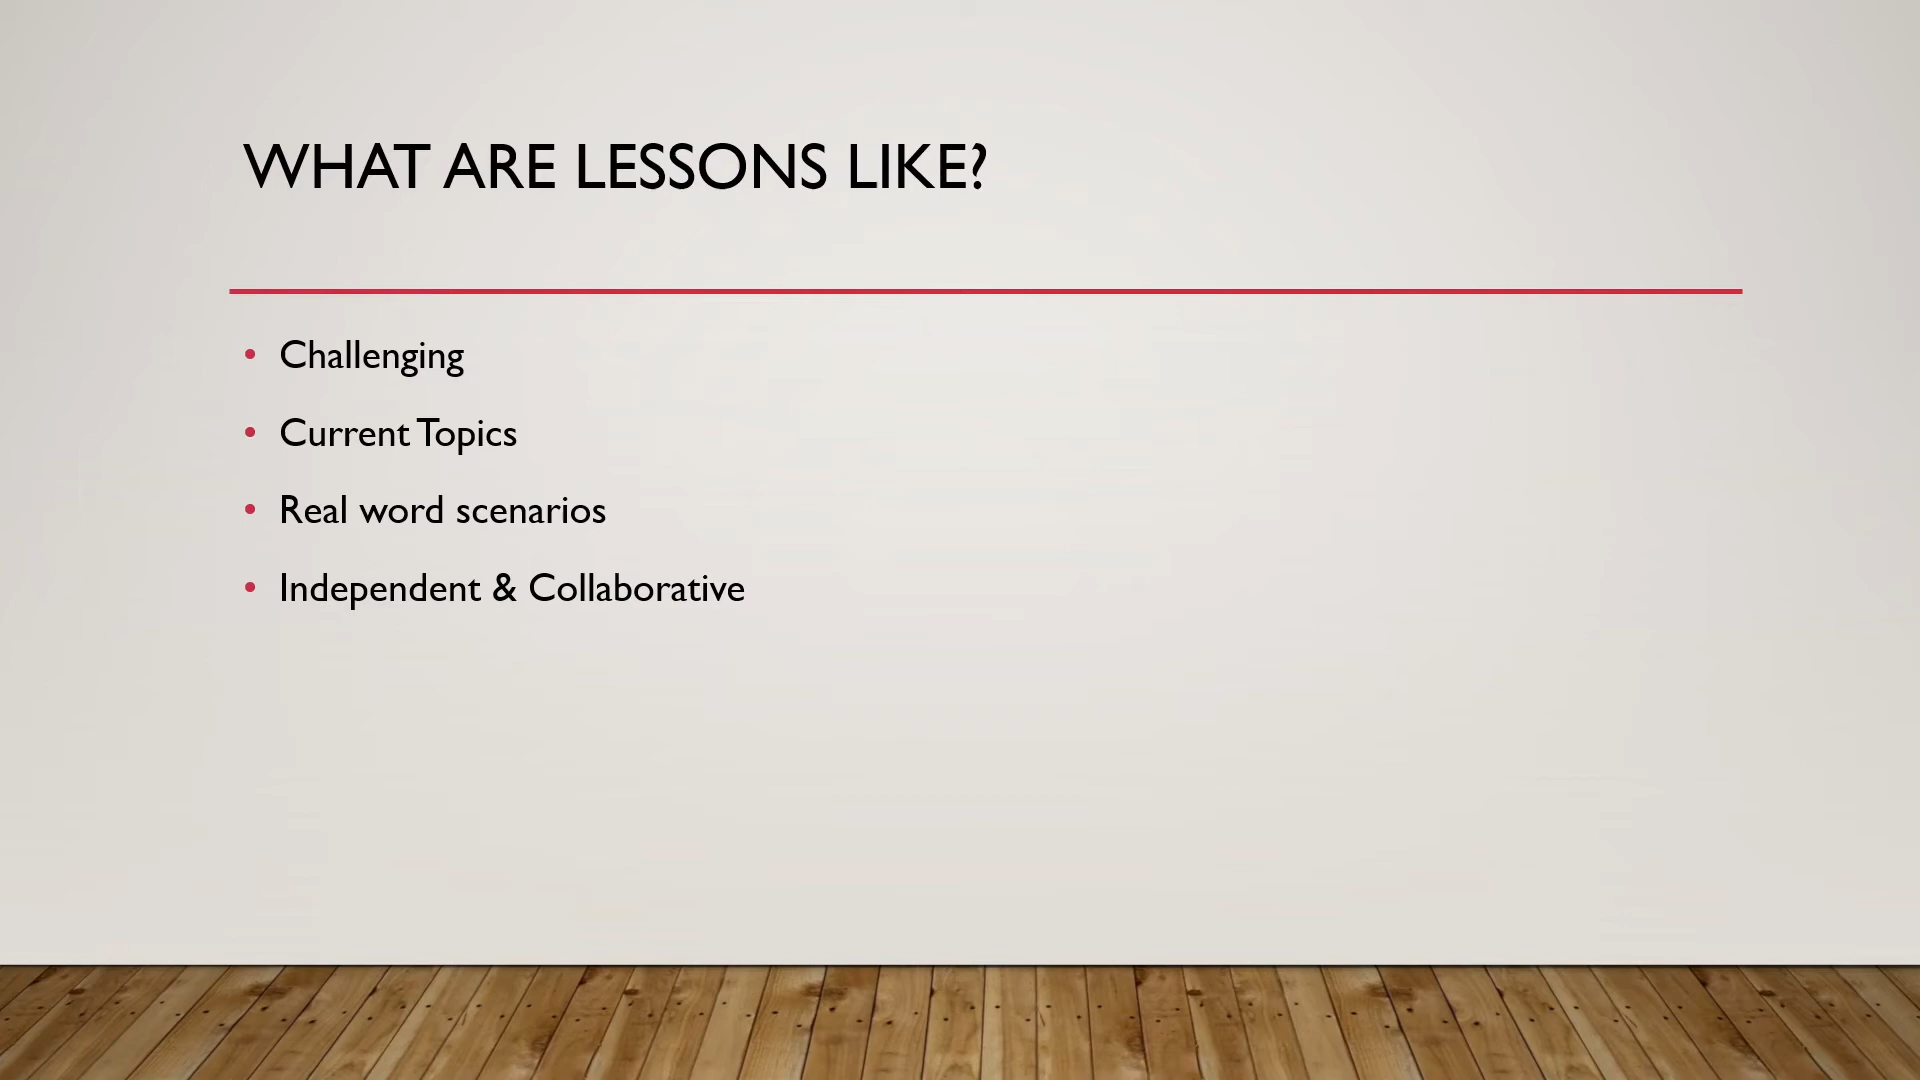 WHAT ARE LESSONS LIKE?
• Challenging
• Current Topics
• Real word scenarios
• Independent & Collaborative